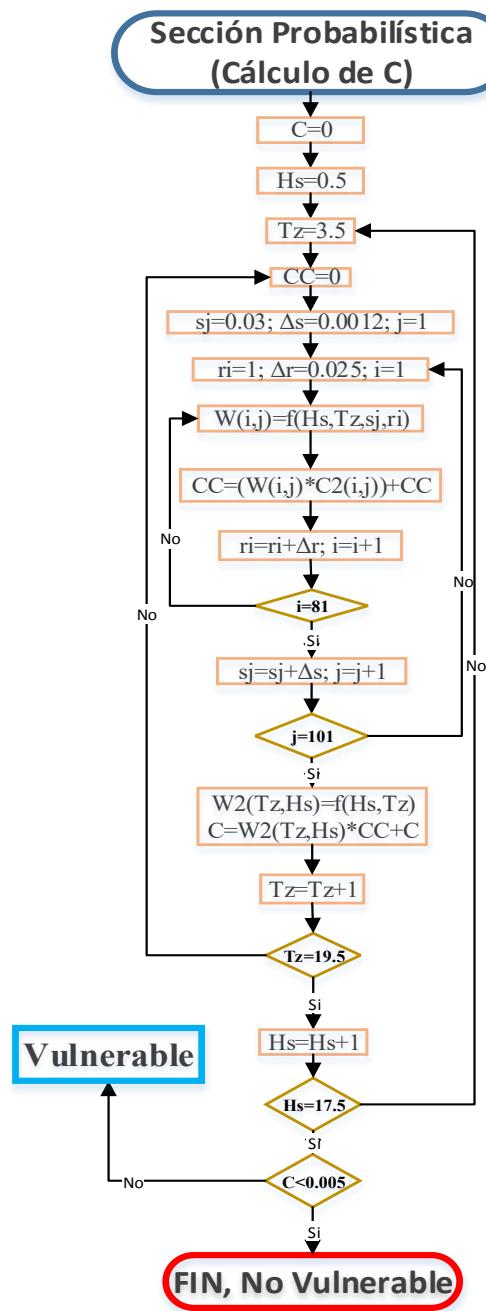 Sección Probabilística
(Cálculo de C)
C=0
Hs=0.5
Tz=3.5
CC=0
sj=0.03; Δs=0.0012; j=1
ri=1; Δr=0.025; i=1
W(i,j)=f(Hs,Tz,sj,ri)
CC=(W(i,j)*C2(i,j))+CC
No
ri=ri+Δr; i=i+1
No
i=81
No
No
Si
sj=sj+Δs; j=j+1
j=101
Si
W2(Tz,Hs)=f(Hs,Tz)
C=W2(Tz,Hs)*CC+C
Tz=Tz+1
Tz=19.5
Si
Hs=Hs+1
Vulnerable
Hs=17.5
Si
C<0.005
No
Si
FIN, No Vulnerable